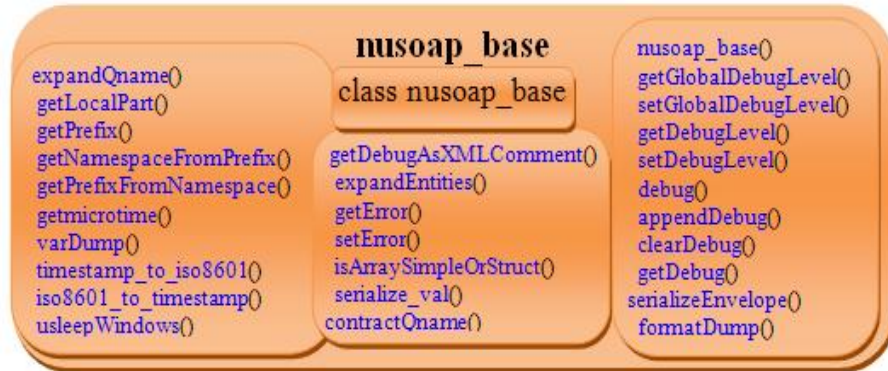 nusoap_base
class nusoap_base
expandQname()
getLocalPart()
getPrefix()
getNamespaceFromPrefix()
getPrefixFromNamespace()
getmicrotime()
varDump()
timestamp_to_iso8601()
iso8601_to_timestamp()
usleepWindows()
getDebugAsXMLComment()
expandEntities()
getError()
setError()
isArraySimpleOrStruct()
serialize_val()
contractQname()
nusoap_base()
getGlobalDebugLevel()
setGlobalDebugLevel()
getDebugLevel()
setDebugLevel()
debug()
appendDebug()
clearDebug()
getDebug()
serializeEnvelope()
formatDump()